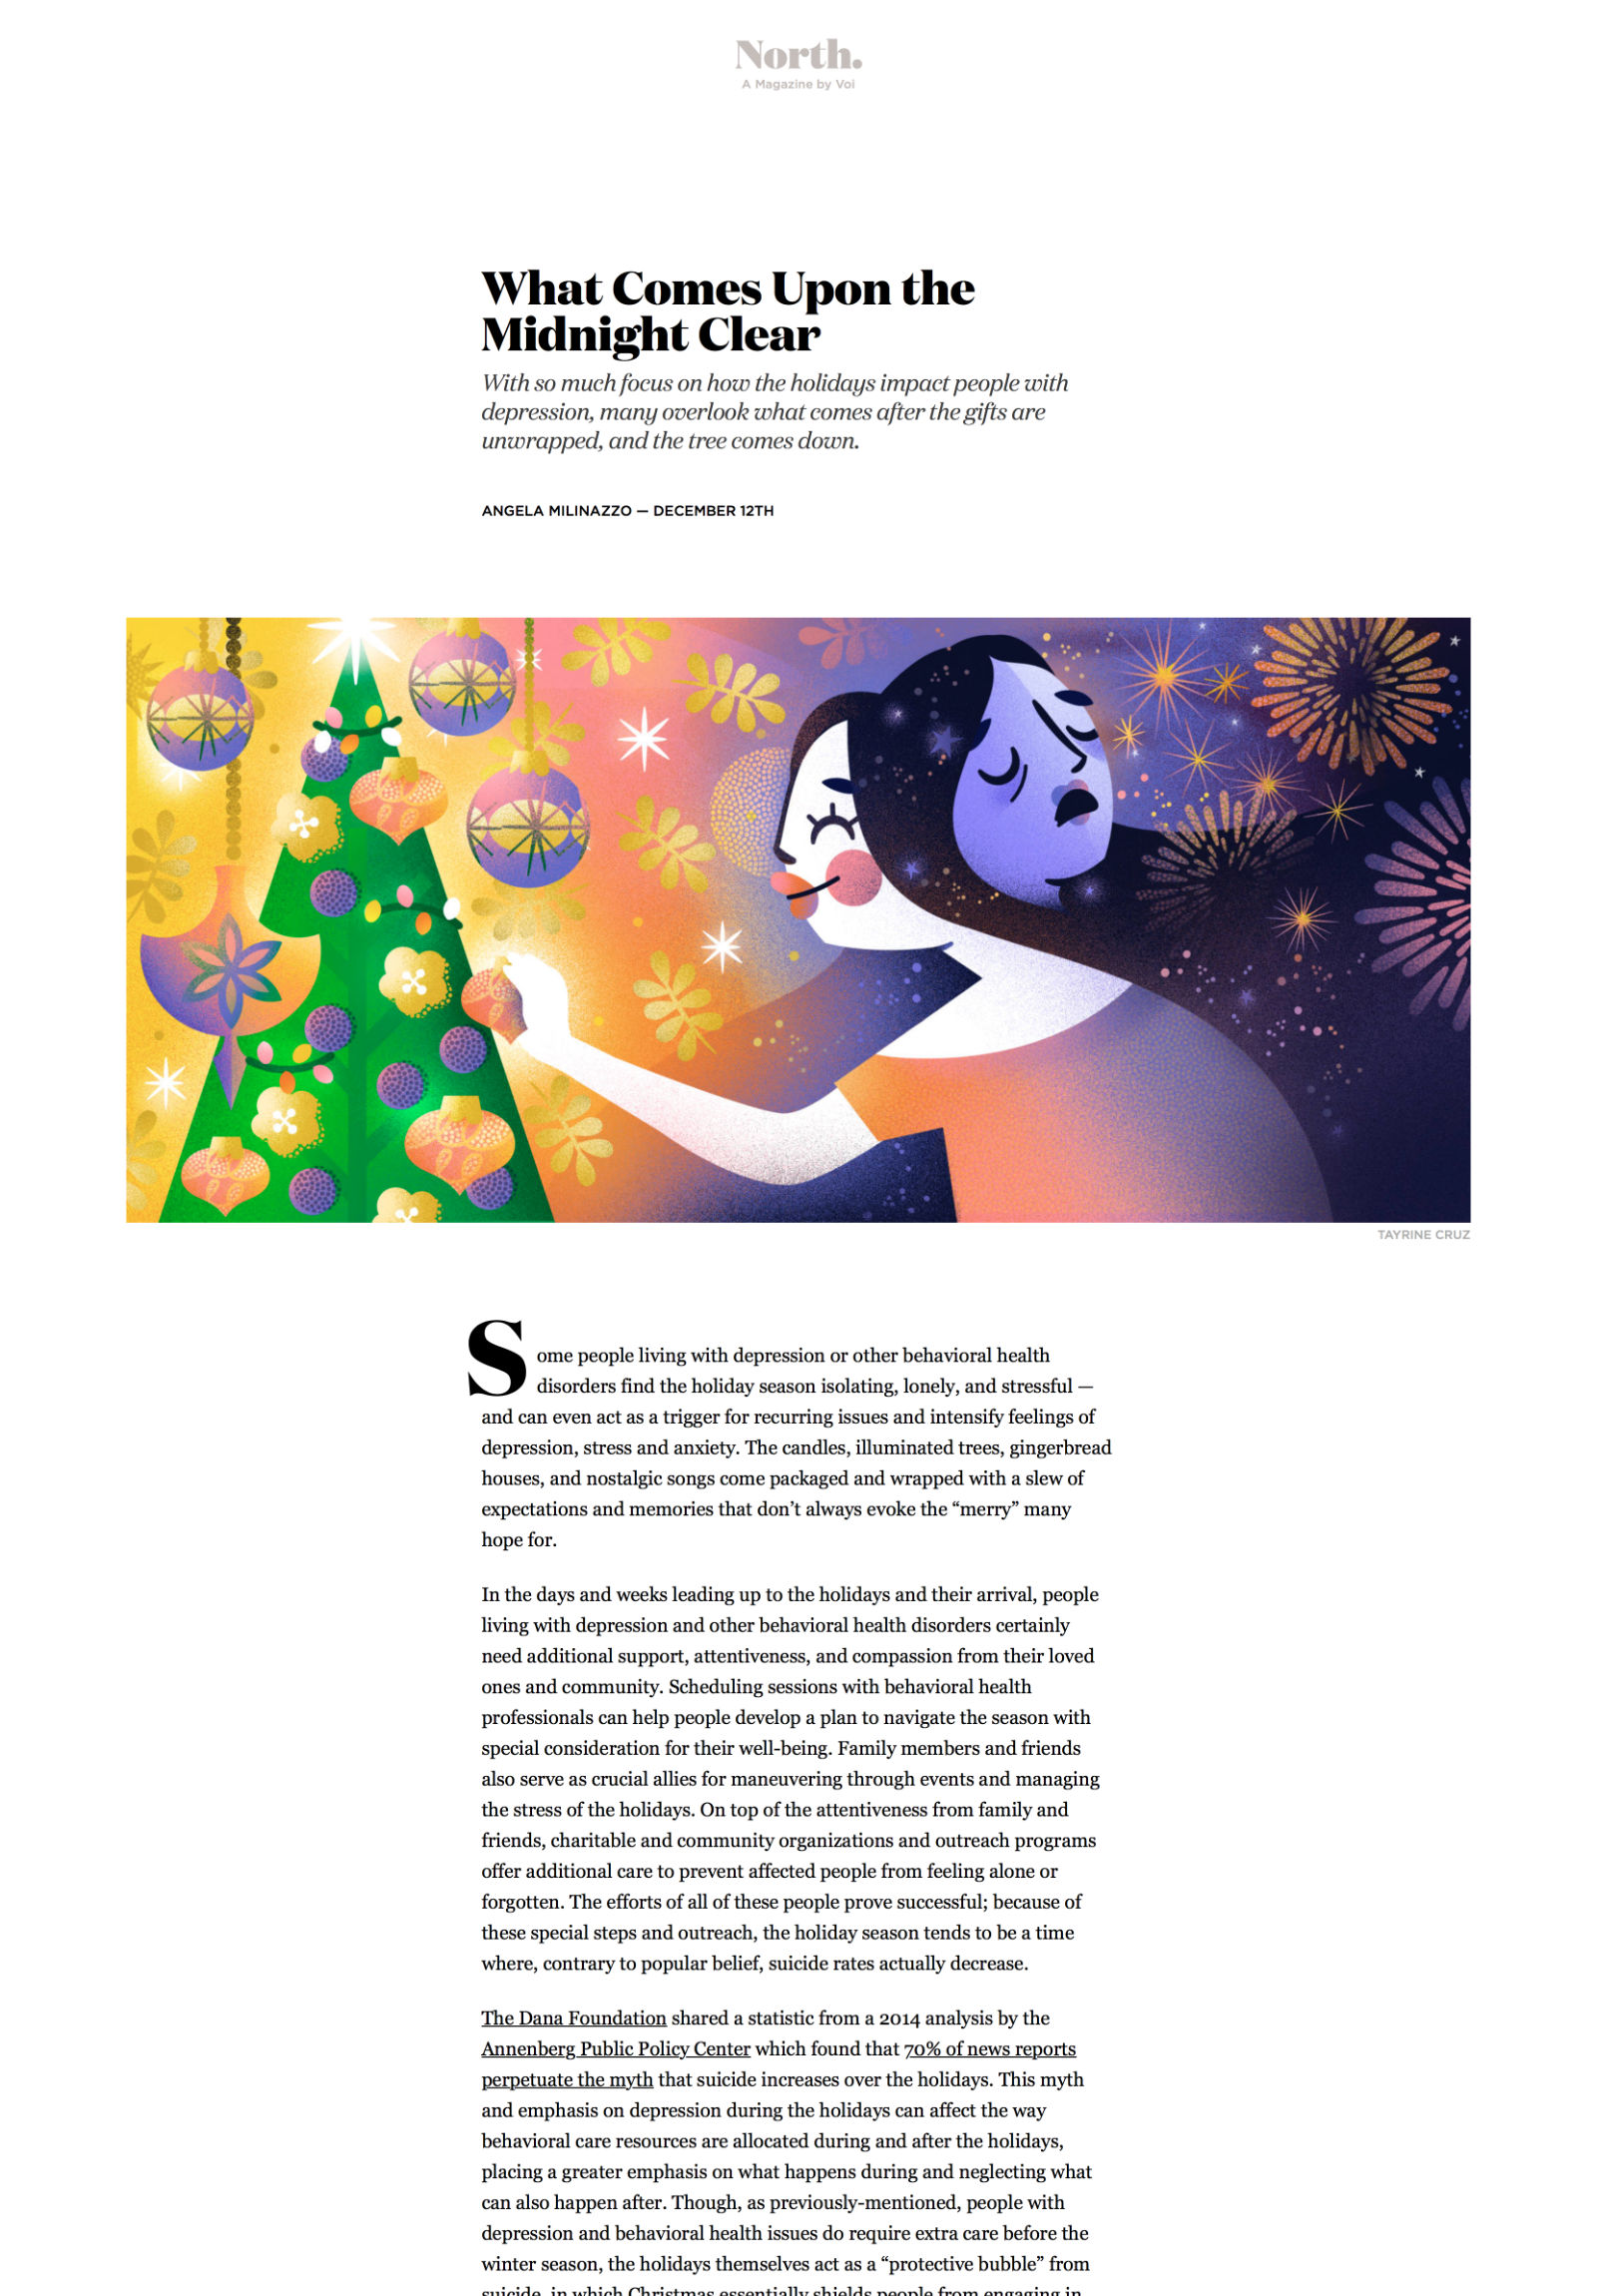 North.
A Magazine by Voi
What Comes Upon the
Midnight Clear
With so much focus on how the holidays impact people with
depression, many overlook what comes after the gifts are
unwrapped, and the tree comes down.
ANGELA MILINAZZO — DECEMBER 12TH
TAYRINE CRUZ
Some people living with depression or other behavioral health
disorders find the holiday season isolating, lonely, and stressful —
and can even act as a trigger for recurring issues and intensify feelings of
depression, stress and anxiety. The candles, illuminated trees, gingerbread
houses, and nostalgic songs come packaged and wrapped with a slew of
expectations and memories that don’t always evoke the “merry” many
hope for.
In the days and weeks leading up to the holidays and their arrival, people
living with depression and other behavioral health disorders certainly
need additional support, attentiveness, and compassion from their loved
ones and community. Scheduling sessions with behavioral health
professionals can help people develop a plan to navigate the season with
special consideration for their well-being. Family members and friends
also serve as crucial allies for maneuvering through events and managing
the stress of the holidays. On top of the attentiveness from family and
friends, charitable and community organizations and outreach programs
offer additional care to prevent affected people from feeling alone or
forgotten. The efforts of all of these people prove successful; because of
these special steps and outreach, the holiday season tends to be a time
where, contrary to popular belief, suicide rates actually decrease.
The Dana Foundation shared a statistic from a 2014 analysis by the
Annenberg Public Policy Center which found that 70% of news reports
perpetuate the myth that suicide increases over the holidays. This myth
and emphasis on depression during the holidays can affect the way
behavioral care resources are allocated during and after the holidays,
placing a greater emphasis on what happens during and neglecting what
can also happen after. Though, as previously-mentioned, people with
depression and behavioral health issues do require extra care before the
winter season, the holidays themselves act as a “protective bubble” from
suicide, in which Christmas essentially shields people from engaging in